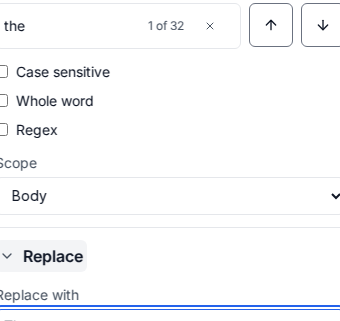 the 1 of 32 ×
Case sensitive
Whole word
Regex
Scope
Body
Replace
Replace with